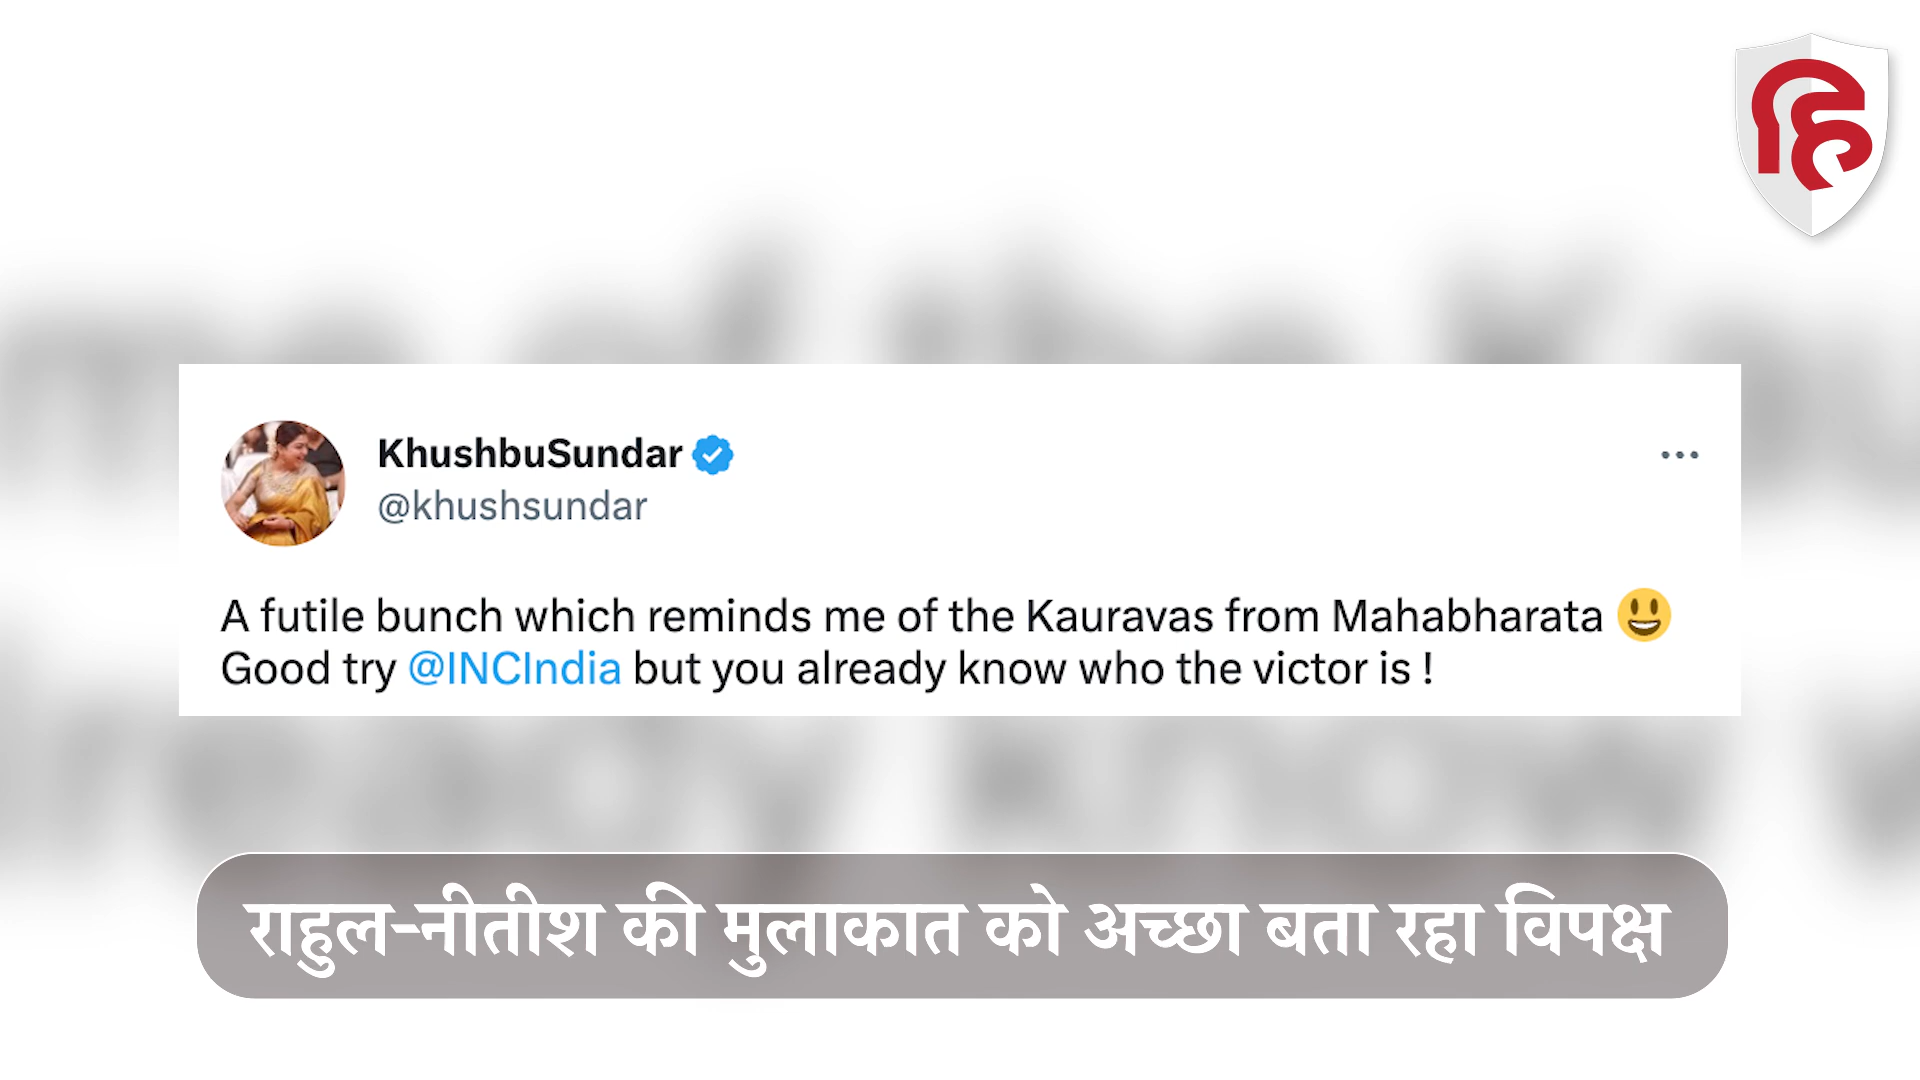 हि
KhushbuSundar
@khushsundar
A futile bunch which reminds me of the Kauravas from Mahabharata 😃
Good try @INCIndia but you already know who the victor is !
राहुल-नीतीश की मुलाकात को अच्छा बता रहा विपक्ष